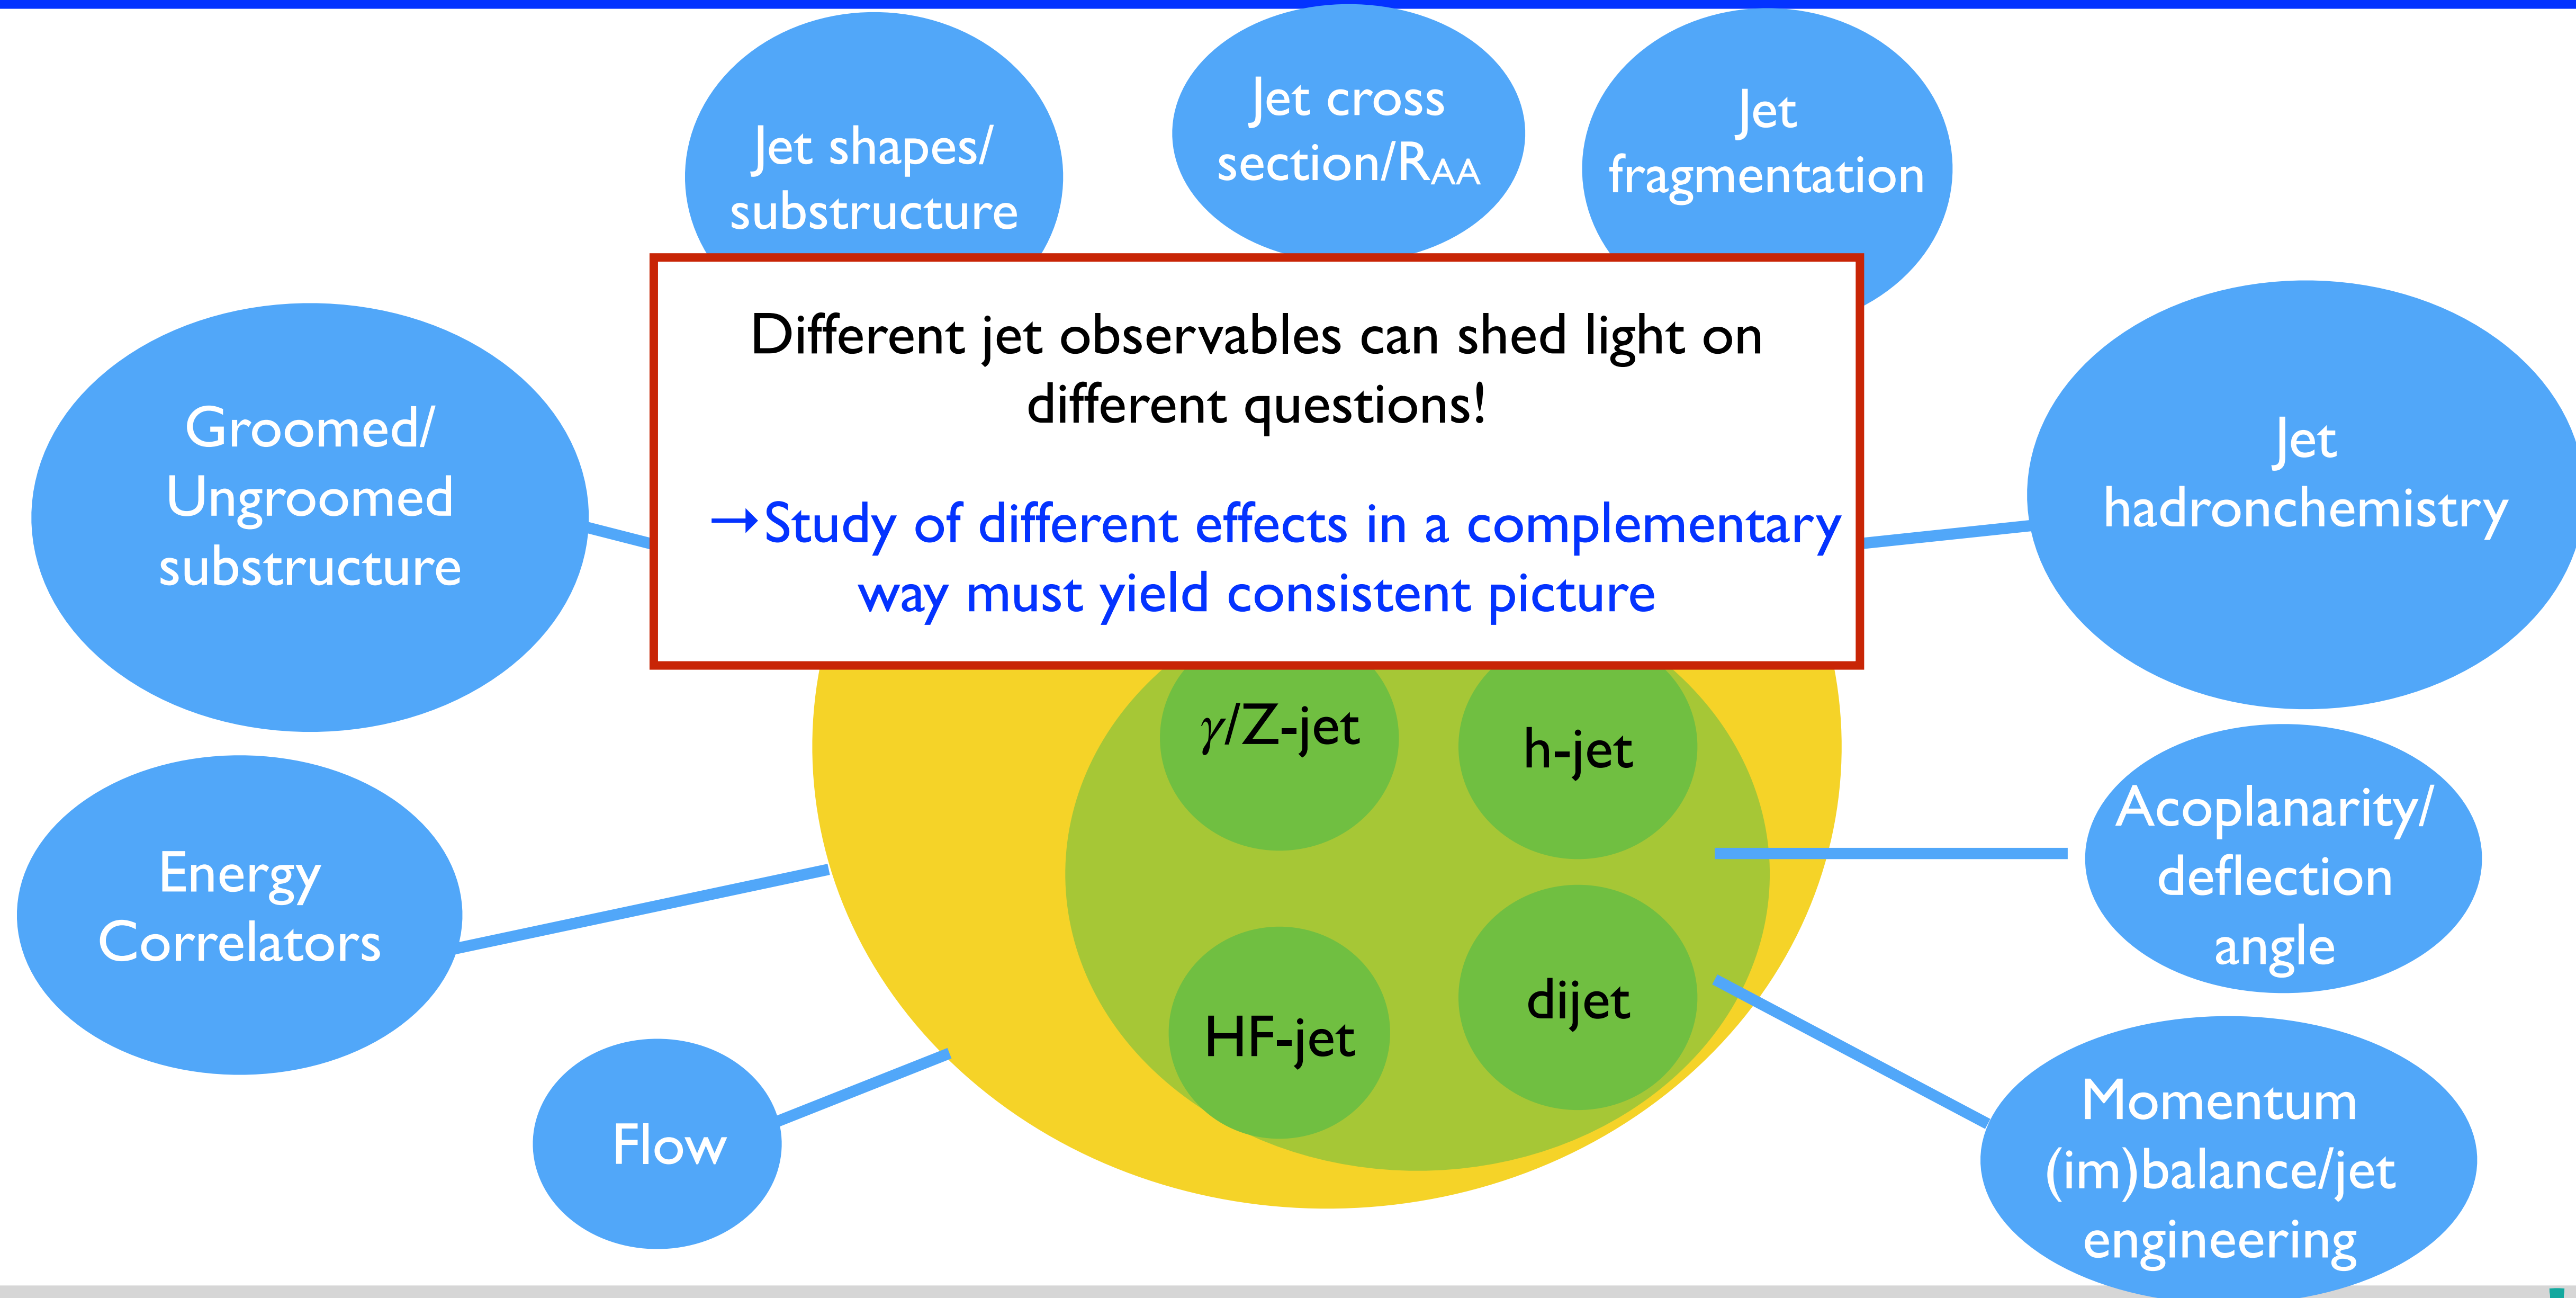 Jet shapes/
substructure
Jet cross
section/RAA
Jet
fragmentation
Groomed/
Ungroomed
substructure
Different jet observables can shed light on
different questions!
→Study of different effects in a complementary
way must yield consistent picture
Jet
hadronchemistry
γ/Z-jet
h-jet
Energy
Correlators
Acoplanarity/
deflection
angle
HF-jet
dijet
Flow
Momentum
(im)balance/jet
engineering